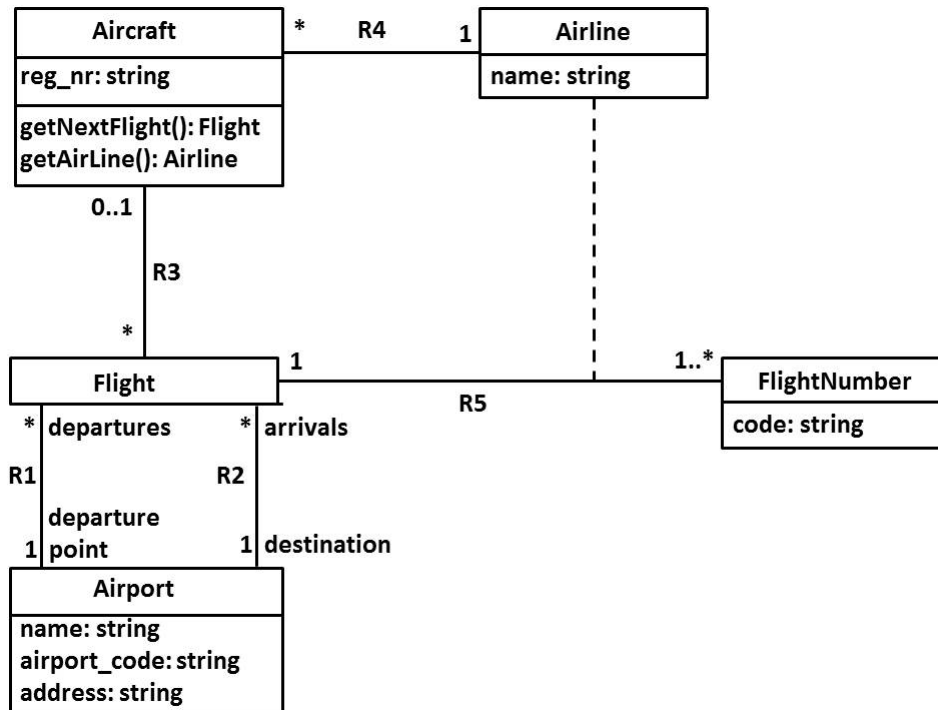 Aircraft
reg_nr: string
getNextFlight(): Flight
getAirLine(): Airline
* R4 1
Airline
name: string
0..1
R3
*
Flight
1 R5 1..*
FlightNumber
code: string
* departures
* arrivals
R1
R2
departure
1 point
1 destination
Airport
name: string
airport_code: string
address: string